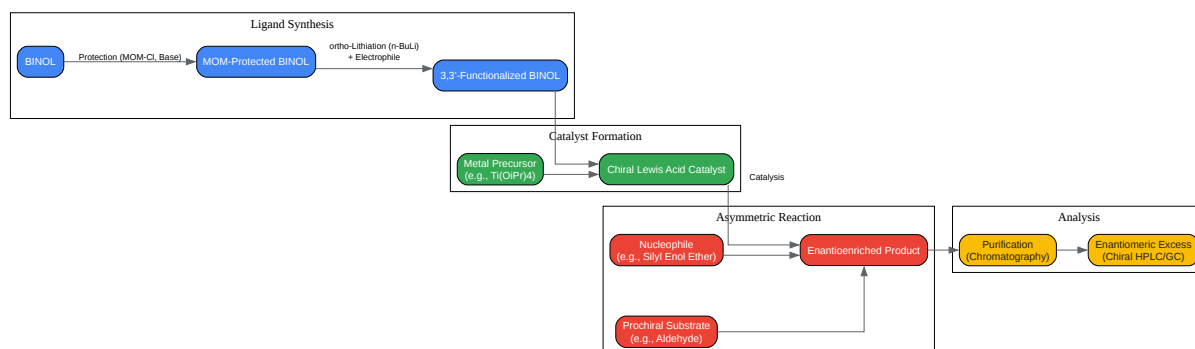 Ligand Synthesis
BINOL
Protection (MOM-Cl, Base)
MOM-Protected BINOL
ortho-Lithiation (n-BuLi)
+ Electrophile
3,3'-Functionalized BINOL
Catalyst Formation
Metal Precursor
(e.g., Ti(OiPr)4)
Chiral Lewis Acid Catalyst
Catalysis
Asymmetric Reaction
Nucleophile
(e.g., Silyl Enol Ether)
Enantioenriched Product
Prochiral Substrate
(e.g., Aldehyde)
Analysis
Purification
(Chromatography)
Enantiomeric Excess
(Chiral HPLC/GC)